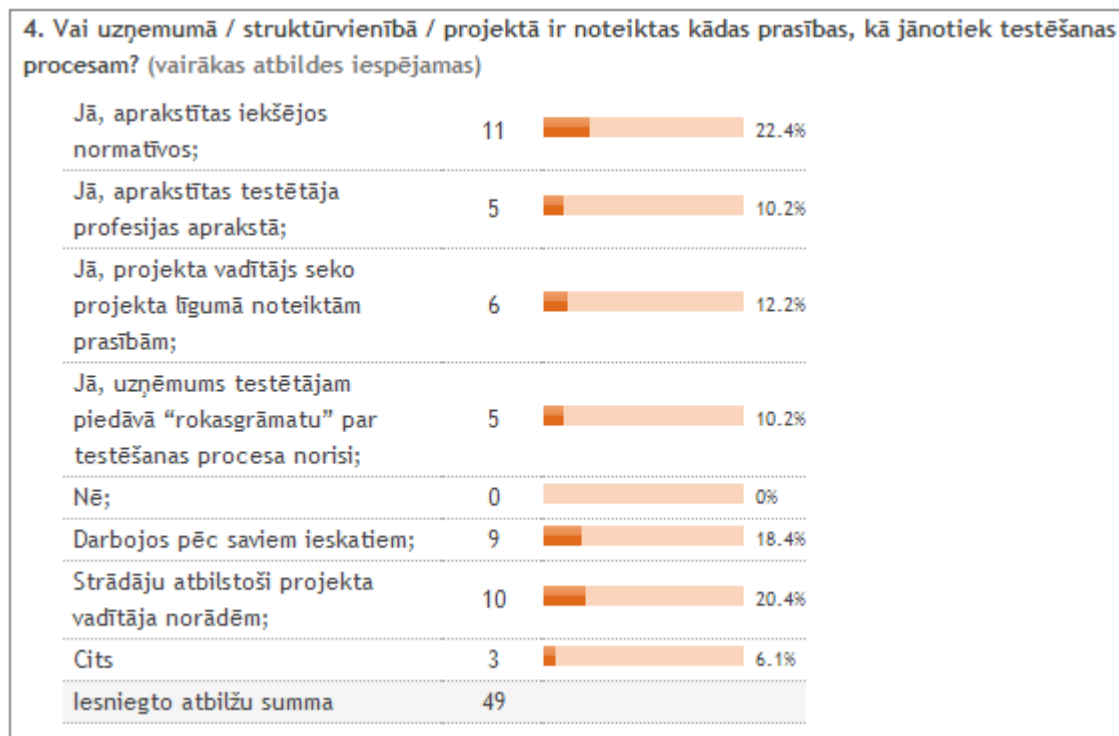 4. Vai uzņemumā / struktūrvienībā / projektā ir noteiktas kādas prasības, kā jānotiek testēšanas
procesam? (vairākas atbildes iespējamas)
Jā, aprakstītas iekšējos
normatīvos;
11
22.4%
Jā, aprakstītas testētāja
profesijas aprakstā;
5
10.2%
Jā, projekta vadītājs seko
projekta līgumā noteiktām
prasībām;
6
12.2%
Jā, uzņēmums testētājam
piedāvā “rokasgrāmatu” par
testēšanas procesa norisi;
5
10.2%
Nē; 0 0%
Darbojos pēc saviem ieskatiem; 9 18.4%
Strādāju atbilstoši projekta
vadītāja norādēm;
10
20.4%
Cits 3 6.1%
Iesniegto atbilžu summa 49